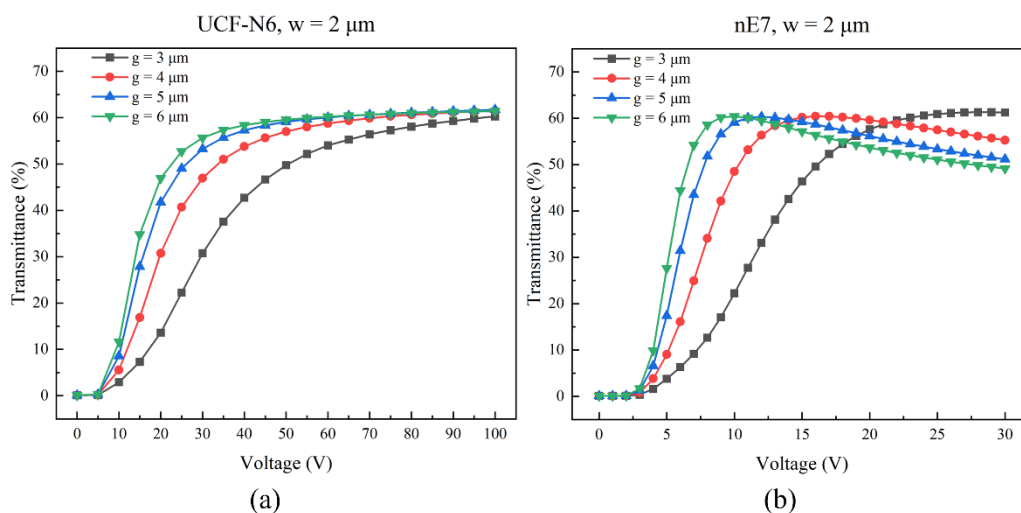 UCF-N6, w = 2 μm
g = 3 μm
g = 4 μm
g = 5 μm
g = 6 μm
70
60
50
40
30
20
10
0
Transmittance (%)
0 10 20 30 40 50 60 70 80 90 100
Voltage (V)
(a)
nE7, w = 2 μm
g = 3 μm
g = 4 μm
g = 5 μm
g = 6 μm
70
60
50
40
30
20
10
0
Transmittance (%)
0 5 10 15 20 25 30
Voltage (V)
(b)